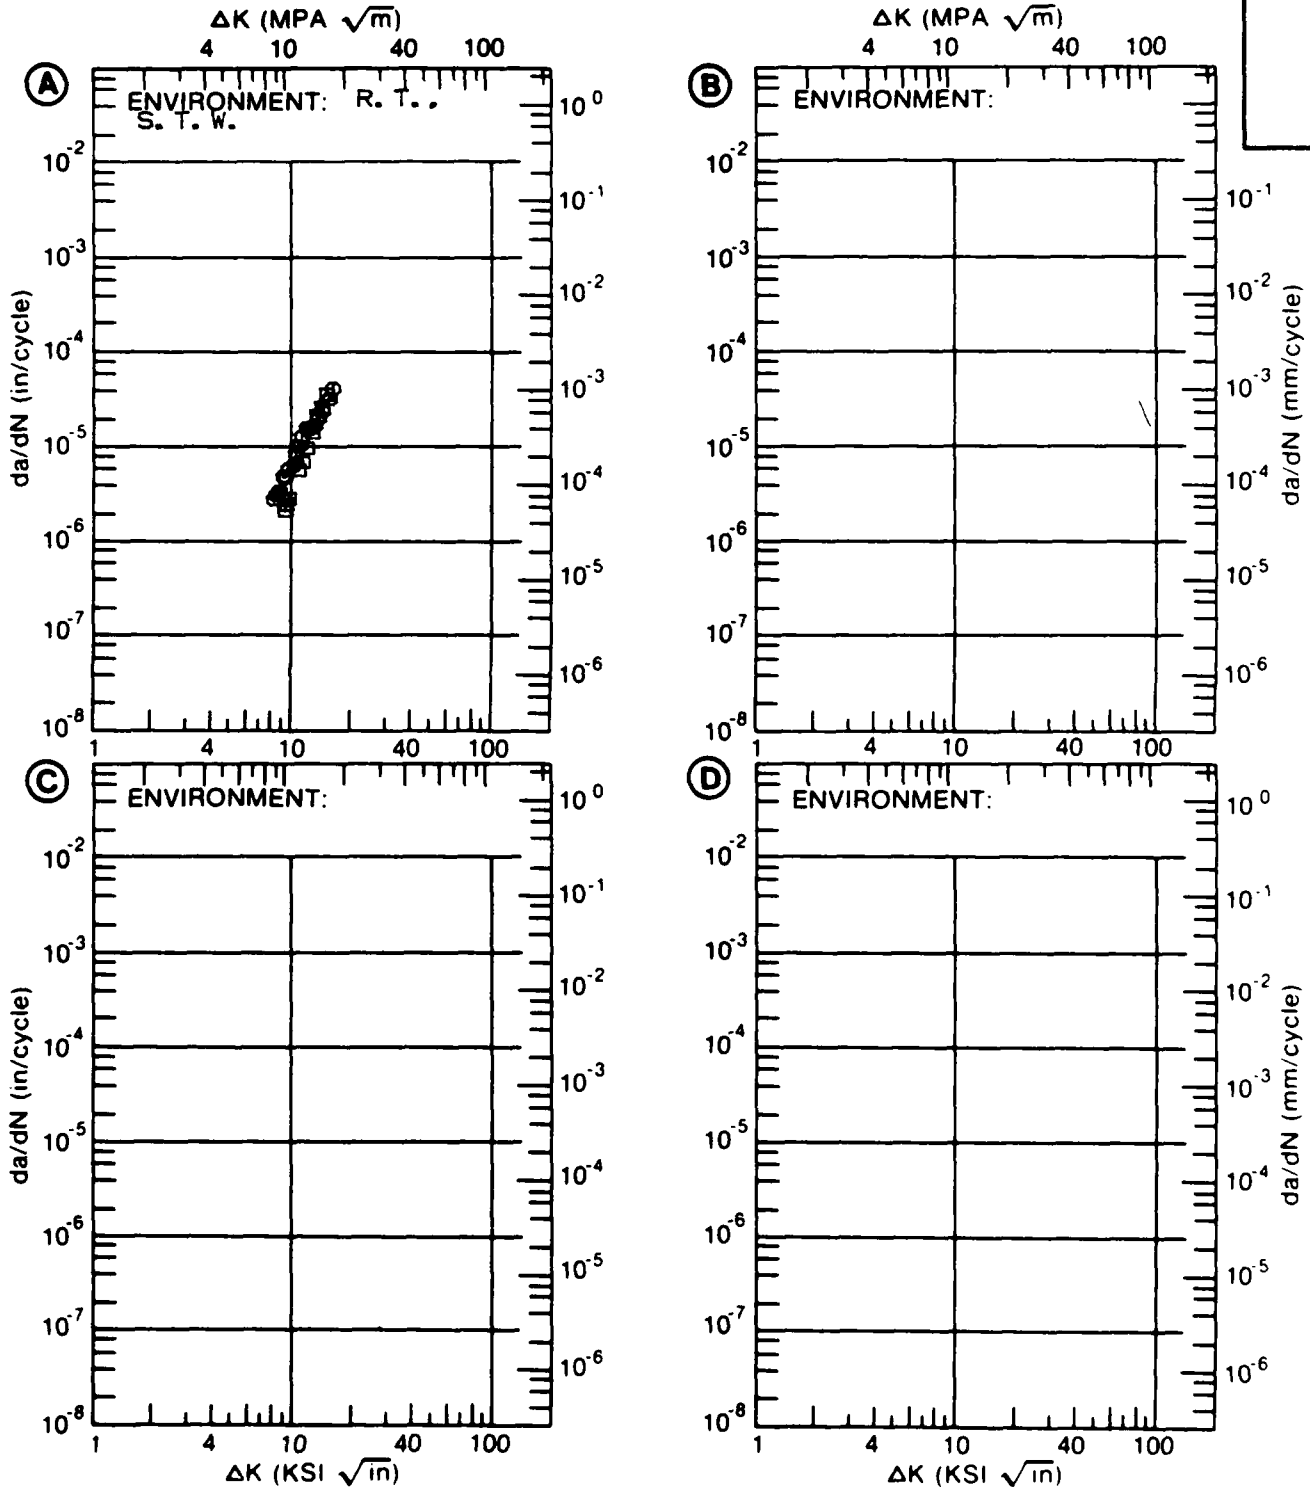 ΔK (MPA √m)
4 10 40 100
ΔK (MPA √m)
4 10 40 100
A
ENVIRONMENT: R. T..
S. T. W.
10⁻²
10⁻³
10⁻⁴
10⁻⁵
10⁻⁶
10⁻⁷
10⁻⁸
da/dN (in/cycle)
10⁰
10⁻¹
10⁻²
10⁻³
10⁻⁴
10⁻⁵
10⁻⁶
1 4 10 40 100
B
ENVIRONMENT:
10⁻²
10⁻³
10⁻⁴
10⁻⁵
10⁻⁶
10⁻⁷
10⁻⁸
10⁻¹
10⁻²
10⁻³
10⁻⁴
10⁻⁵
10⁻⁶
da/dN (mm/cycle)
1 4 10 40 100
C
ENVIRONMENT:
10⁻²
10⁻³
10⁻⁴
10⁻⁵
10⁻⁶
10⁻⁷
10⁻⁸
da/dN (in/cycle)
10⁰
10⁻¹
10⁻²
10⁻³
10⁻⁴
10⁻⁵
10⁻⁶
1 4 10 40 100
ΔK (KSI √in)
D
ENVIRONMENT:
10⁻²
10⁻³
10⁻⁴
10⁻⁵
10⁻⁶
10⁻⁷
10⁻⁸
10⁰
10⁻¹
10⁻²
10⁻³
10⁻⁴
10⁻⁵
10⁻⁶
da/dN (mm/cycle)
1 4 10 40 100
ΔK (KSI √in)